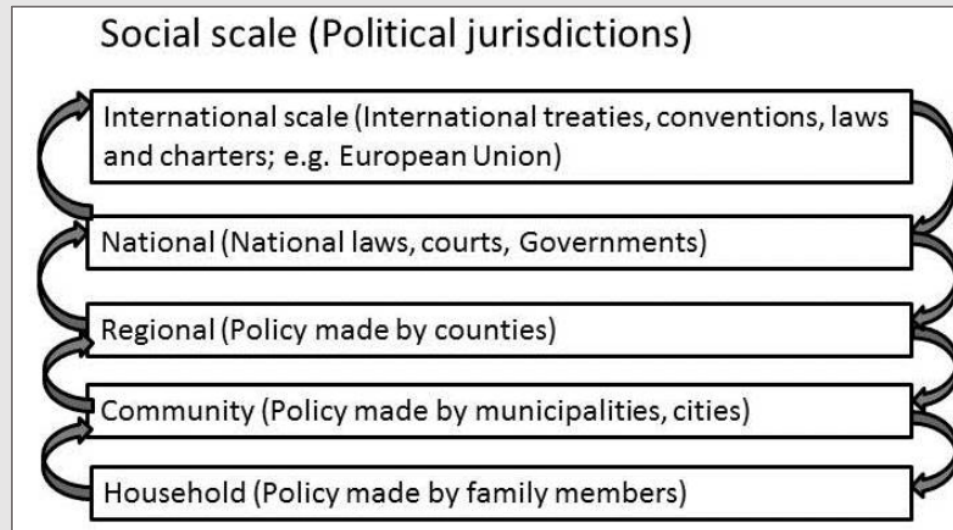 Social scale (Political jurisdictions)
International scale (International treaties, conventions, laws
and charters; e.g. European Union)
National (National laws, courts, Governments)
Regional (Policy made by counties)
Community (Policy made by municipalities, cities)
Household (Policy made by family members)